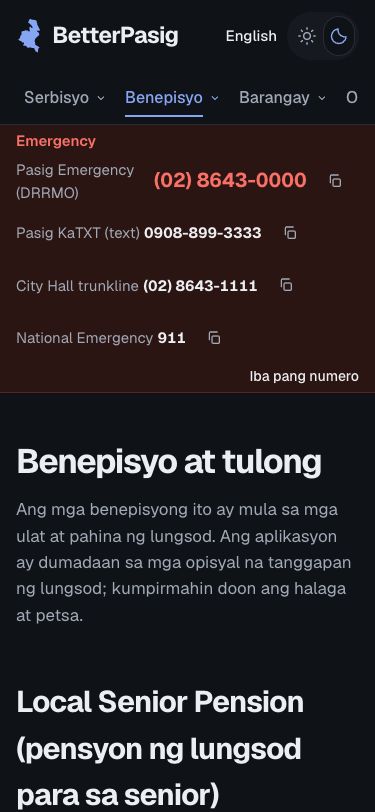 BetterPasig
English
Serbisyo
Benepisyo
Barangay
O
Emergency
Pasig Emergency
(DRRMO)
(02) 8643-0000
Pasig KaTXT (text) 0908-899-3333
City Hall trunkline (02) 8643-1111
National Emergency 911
Iba pang numero
Benepisyo at tulong
Ang mga benepisyong ito ay mula sa mga
ulat at pahina ng lungsod. Ang aplikasyon
ay dumadaan sa mga opisyal na tanggapan
ng lungsod; kumpirmahin doon ang halaga
at petsa.
Local Senior Pension
(pensyon ng lungsod
para sa senior)